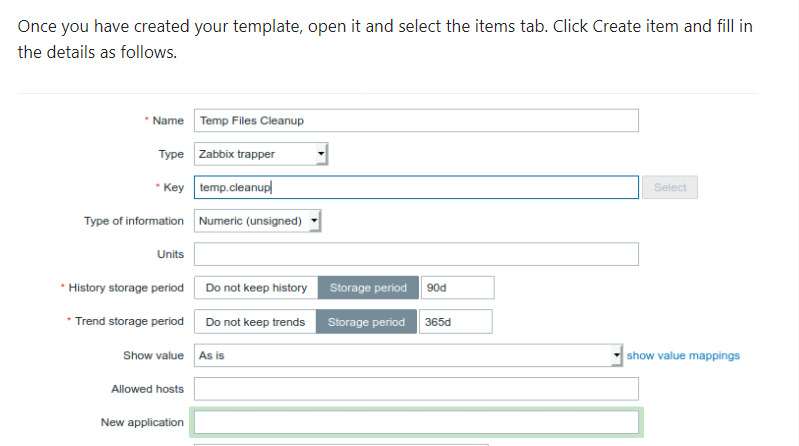 Once you have created your template, open it and select the items tab. Click Create item and fill in
the details as follows.
* Name Temp Files Cleanup
Type Zabbix trapper
* Key temp.cleanup Select
Type of information Numeric (unsigned)
Units
* History storage period Do not keep history Storage period 90d
* Trend storage period Do not keep trends Storage period 365d
Show value As is show value mappings
Allowed hosts
New application